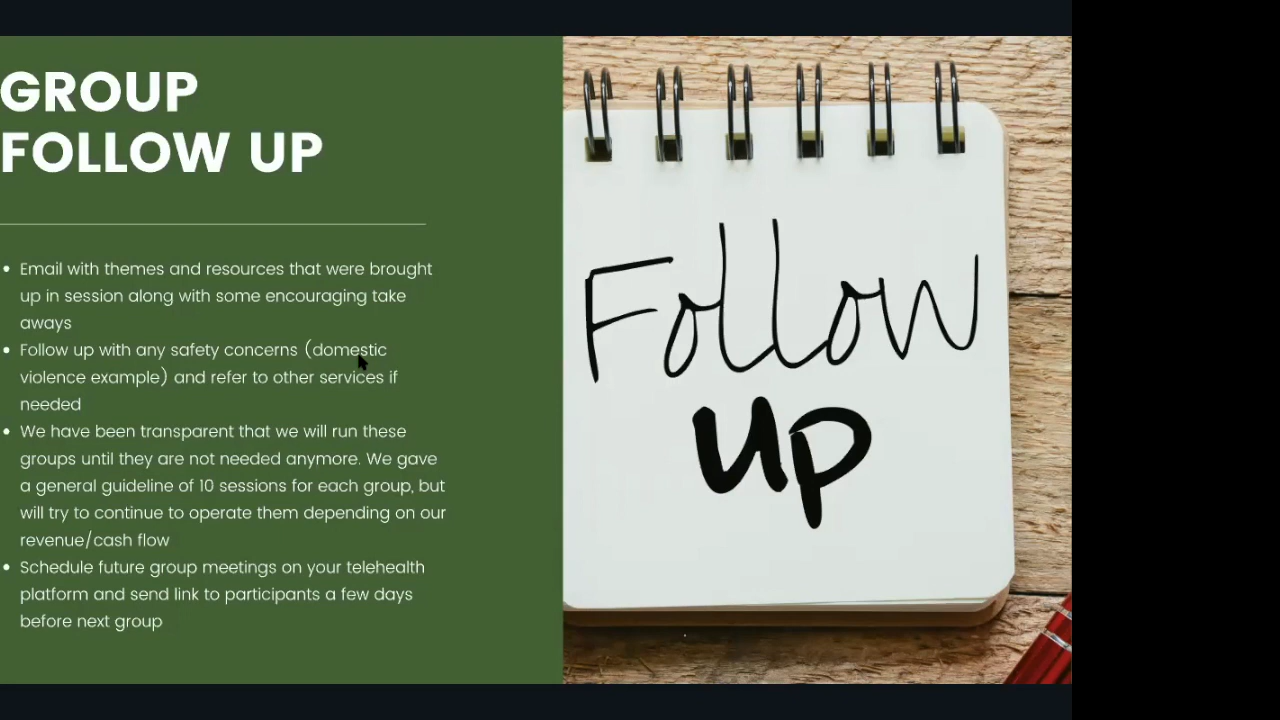 GROUP
FOLLOW UP
• Email with themes and resources that were brought
up in session along with some encouraging take
aways
• Follow up with any safety concerns (domestic
violence example) and refer to other services if
needed
• We have been transparent that we will run these
groups until they are not needed anymore. We gave
a general guideline of 10 sessions for each group, but
will try to continue to operate them depending on our
revenue/cash flow
• Schedule future group meetings on your telehealth
platform and send link to participants a few days
before next group
Follow
up